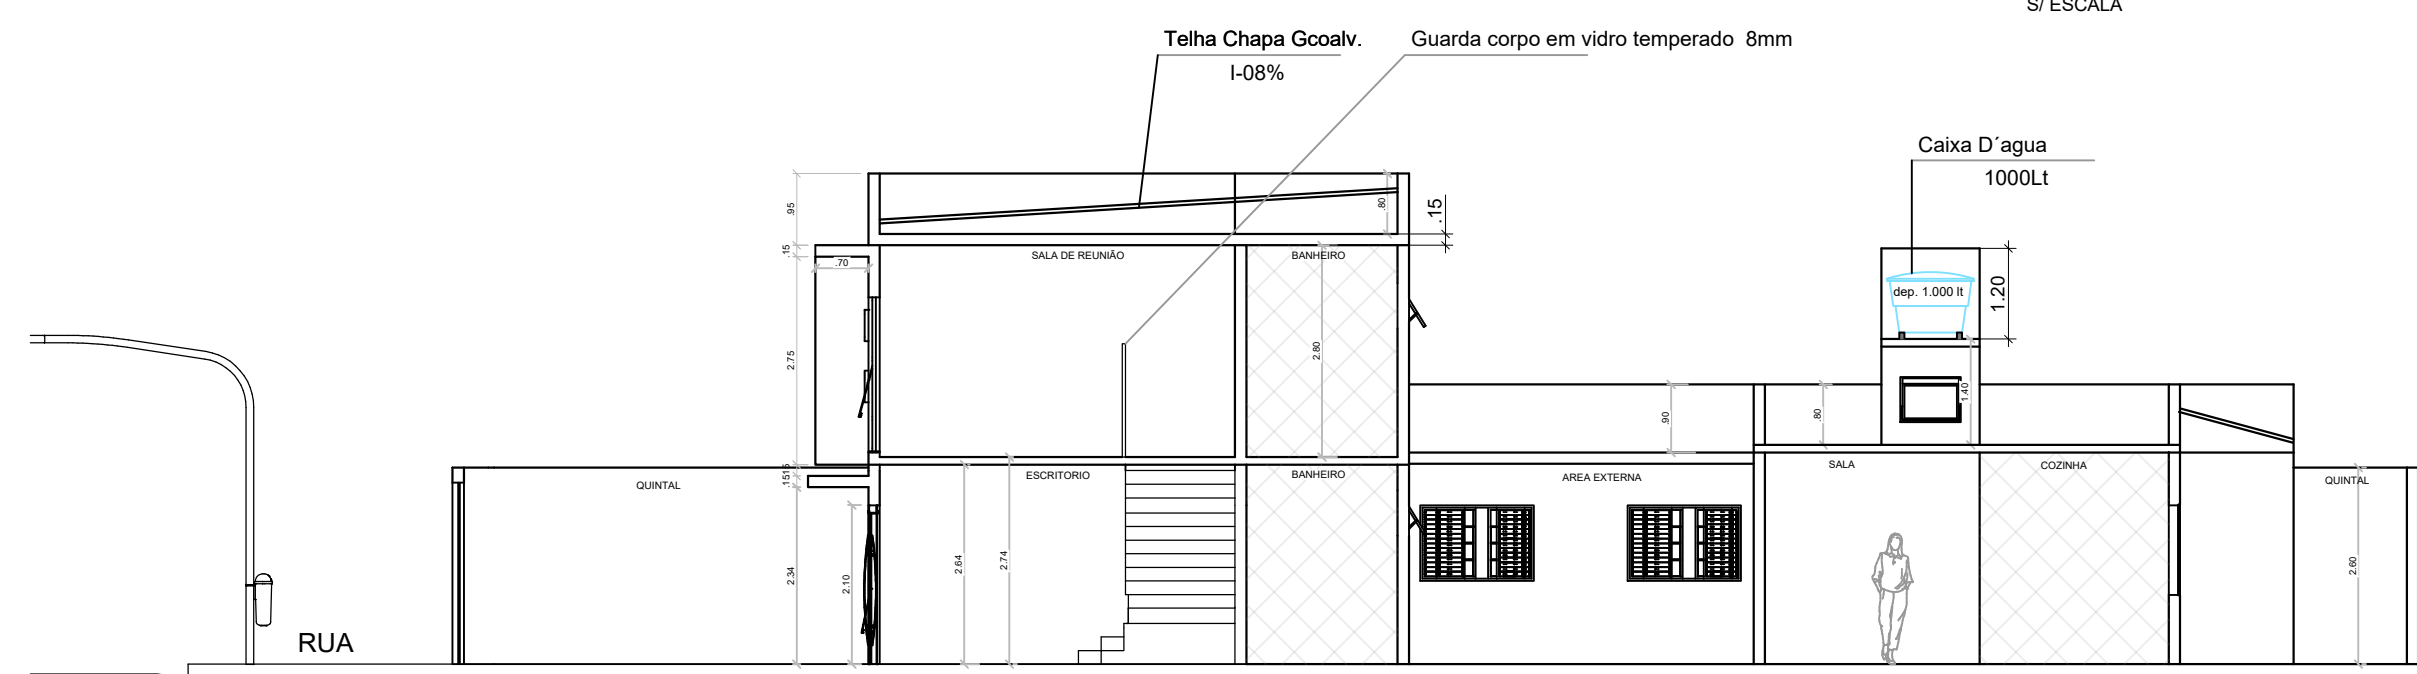 S/ ESCALA
Telha Chapa Gcoalv.
I-08%
Guarda corpo em vidro temperado 8mm
Caixa D´agua
1000Lt
.95
.80
.15
.15
.70
SALA DE REUNIÃO
BANHEIRO
dep. 1.000 lt
1.20
2.75
2.80
1.40
.90
.80
QUINTAL
.15
15
ESCRITORIO
BANHEIRO
AREA EXTERNA
SALA
COZINHA
QUINTAL
2.34
2.10
2.64
2.74
2.60
RUA